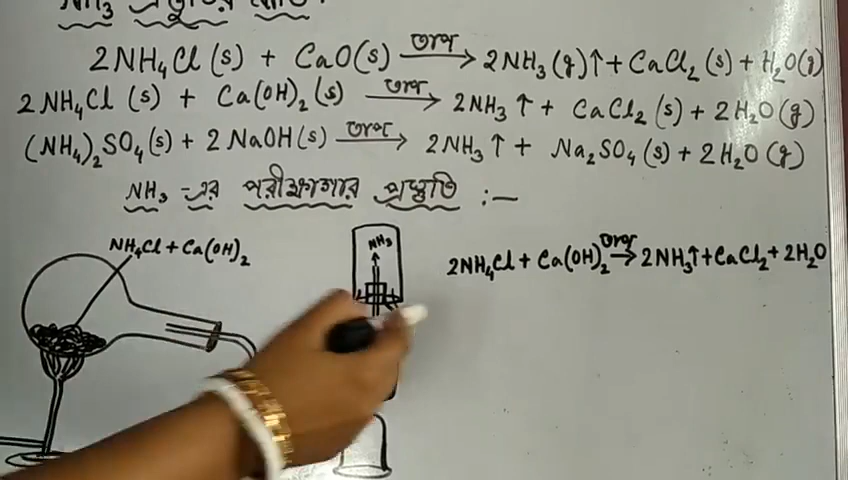 NH₃
2NH₄Cl (s) + CaO(s) তাপ→ 2NH₃(g)↑ + CaCl₂(s) + H₂O(g)
2NH₄Cl (s) + Ca(OH)₂(s) তাপ→ 2NH₃↑ + CaCl₂(s) + 2H₂O(g)
(NH₄)₂SO₄(s) + 2NaOH(s) তাপ→ 2NH₃↑ + Na₂SO₄(s) + 2H₂O(g)
NH₃ -এর পরীক্ষাগার প্রস্তুতি :—
NH₄Cl + Ca(OH)₂
NH₃
2NH₄Cl + Ca(OH)₂ তাপ→ 2NH₃↑ + CaCl₂ + 2H₂O